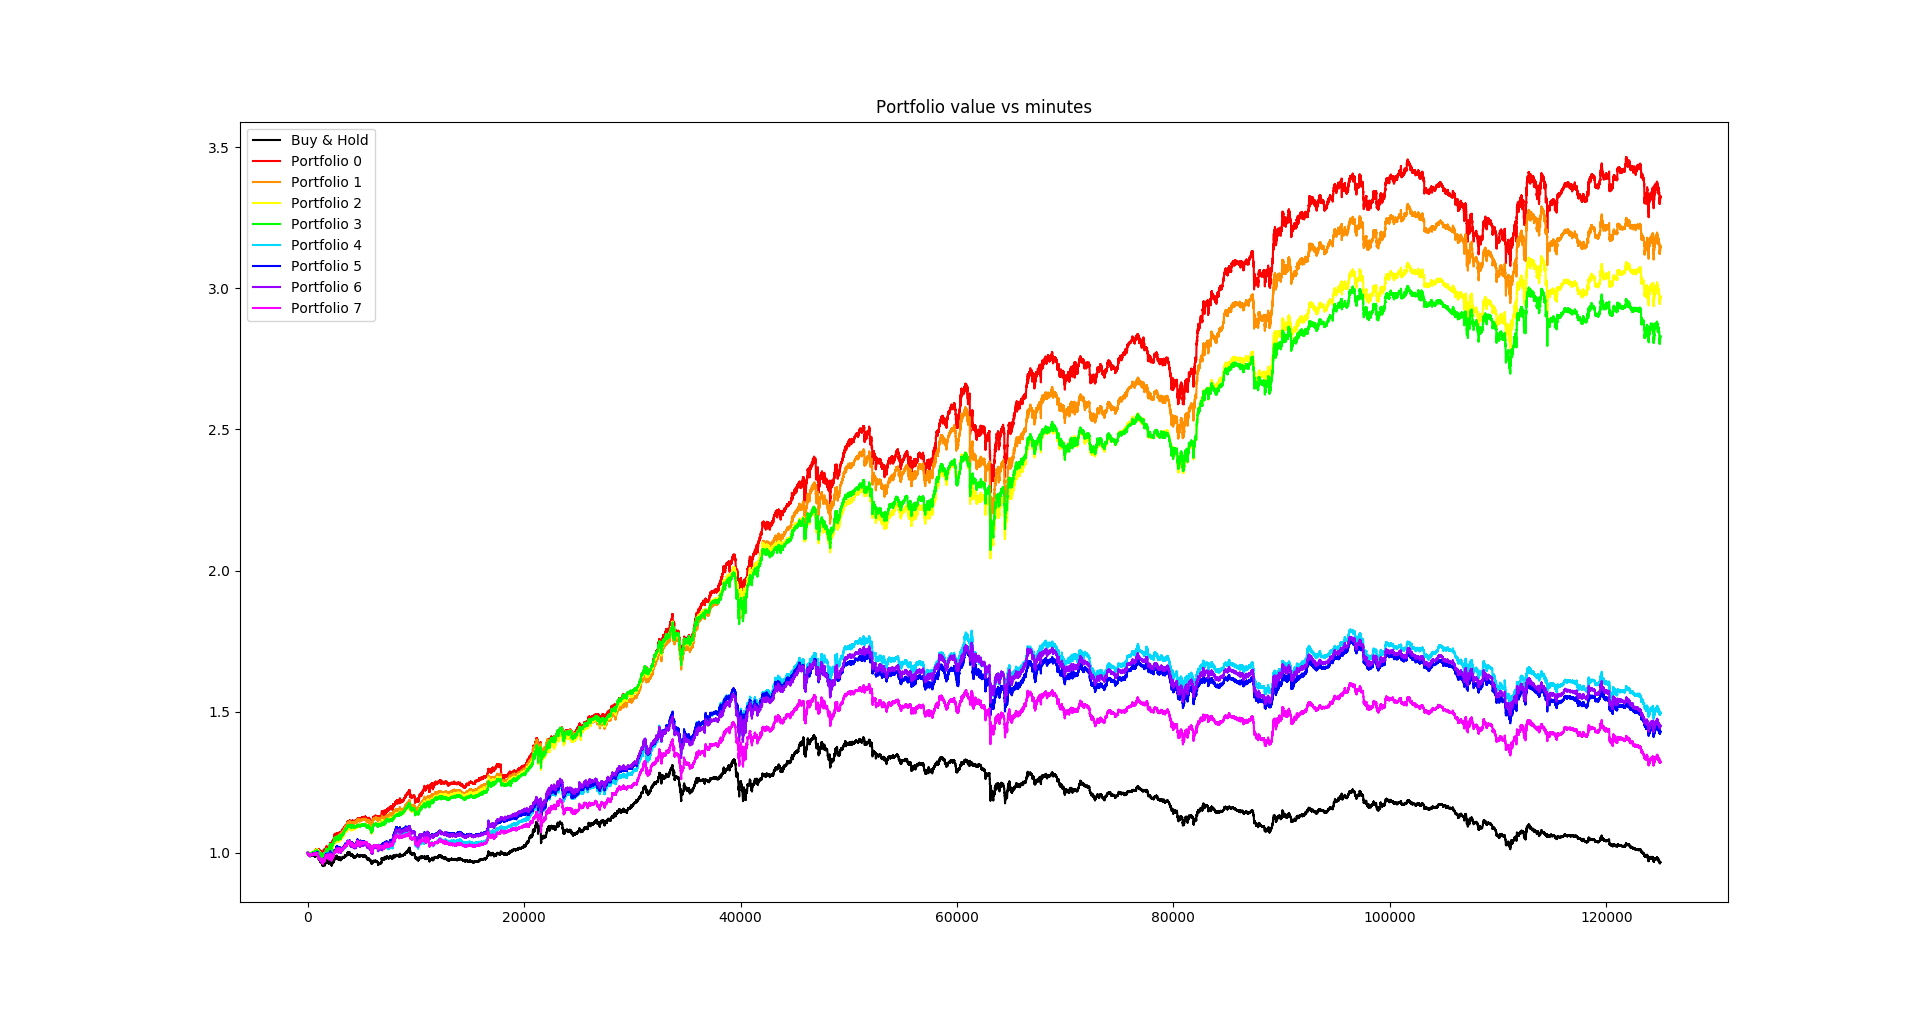 Portfolio value vs minutes
Buy & Hold
Portfolio 0
Portfolio 1
Portfolio 2
Portfolio 3
Portfolio 4
Portfolio 5
Portfolio 6
Portfolio 7
3.5
3.0
2.5
2.0
1.5
1.0
0 20000 40000 60000 80000 100000 120000